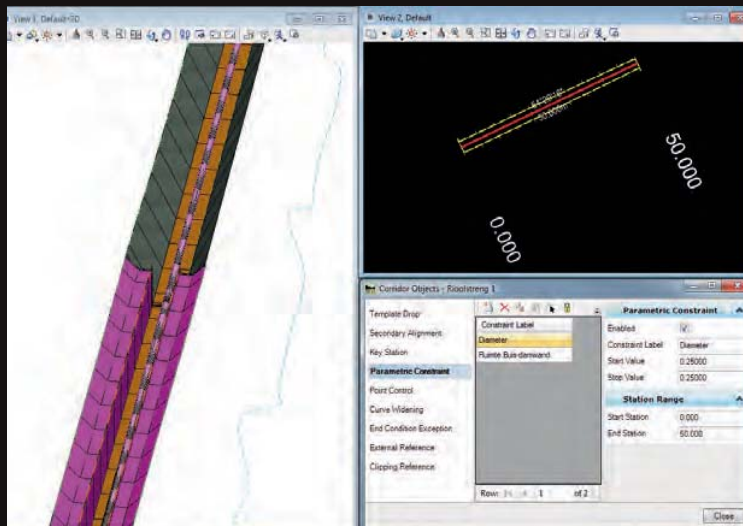 View 1, Default-3D
View 2, Default
50.000
0.000
Corridor Objects - Rioolstreng 1
Template Drop
Secondary Alignment
Key Station
Parametric Constraint
Point Control
Curve Widening
End Condition Exception
External Reference
Clipping Reference
Constraint Label
Diameter
Ruimte Buis-damwand
Row: 1 of 2
Parametric Constraint
Enabled
Constraint Label Diameter
Start Value 0.25000
Stop Value 0.25000
Station Range
Start Station 0.000
End Station 50.000
Close